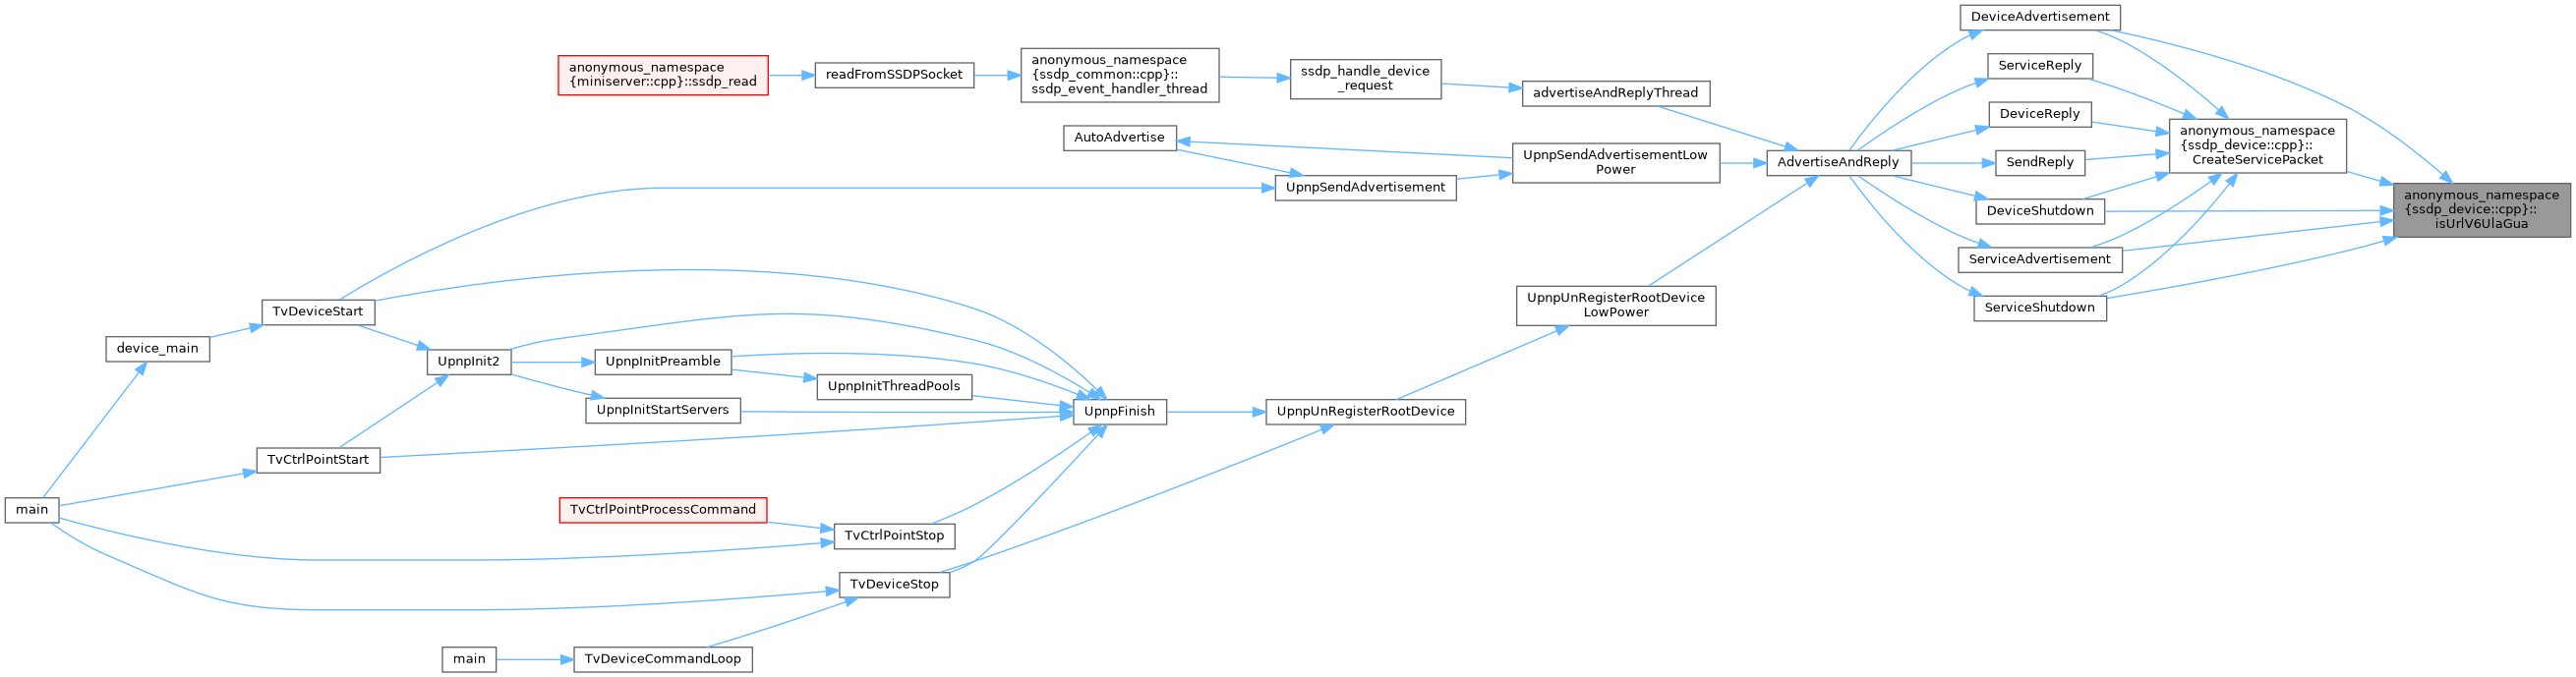 DeviceAdvertisement
anonymous_namespace
{miniserver::cpp}::ssdp_read
readFromSSDPSocket
anonymous_namespace
{ssdp_common::cpp}::
ssdp_event_handler_thread
ssdp_handle_device
_request
advertiseAndReplyThread
ServiceReply
DeviceReply
AutoAdvertise
UpnpSendAdvertisementLow
Power
AdvertiseAndReply
SendReply
anonymous_namespace
{ssdp_device::cpp}::
CreateServicePacket
UpnpSendAdvertisement
DeviceShutdown
anonymous_namespace
{ssdp_device::cpp}::
isUrlV6UlaGua
ServiceAdvertisement
TvDeviceStart
UpnpUnRegisterRootDevice
LowPower
ServiceShutdown
device_main
UpnpInit2
UpnpInitPreamble
UpnpInitThreadPools
UpnpInitStartServers
UpnpFinish
UpnpUnRegisterRootDevice
TvCtrlPointStart
main
TvCtrlPointProcessCommand
TvCtrlPointStop
TvDeviceStop
main
TvDeviceCommandLoop